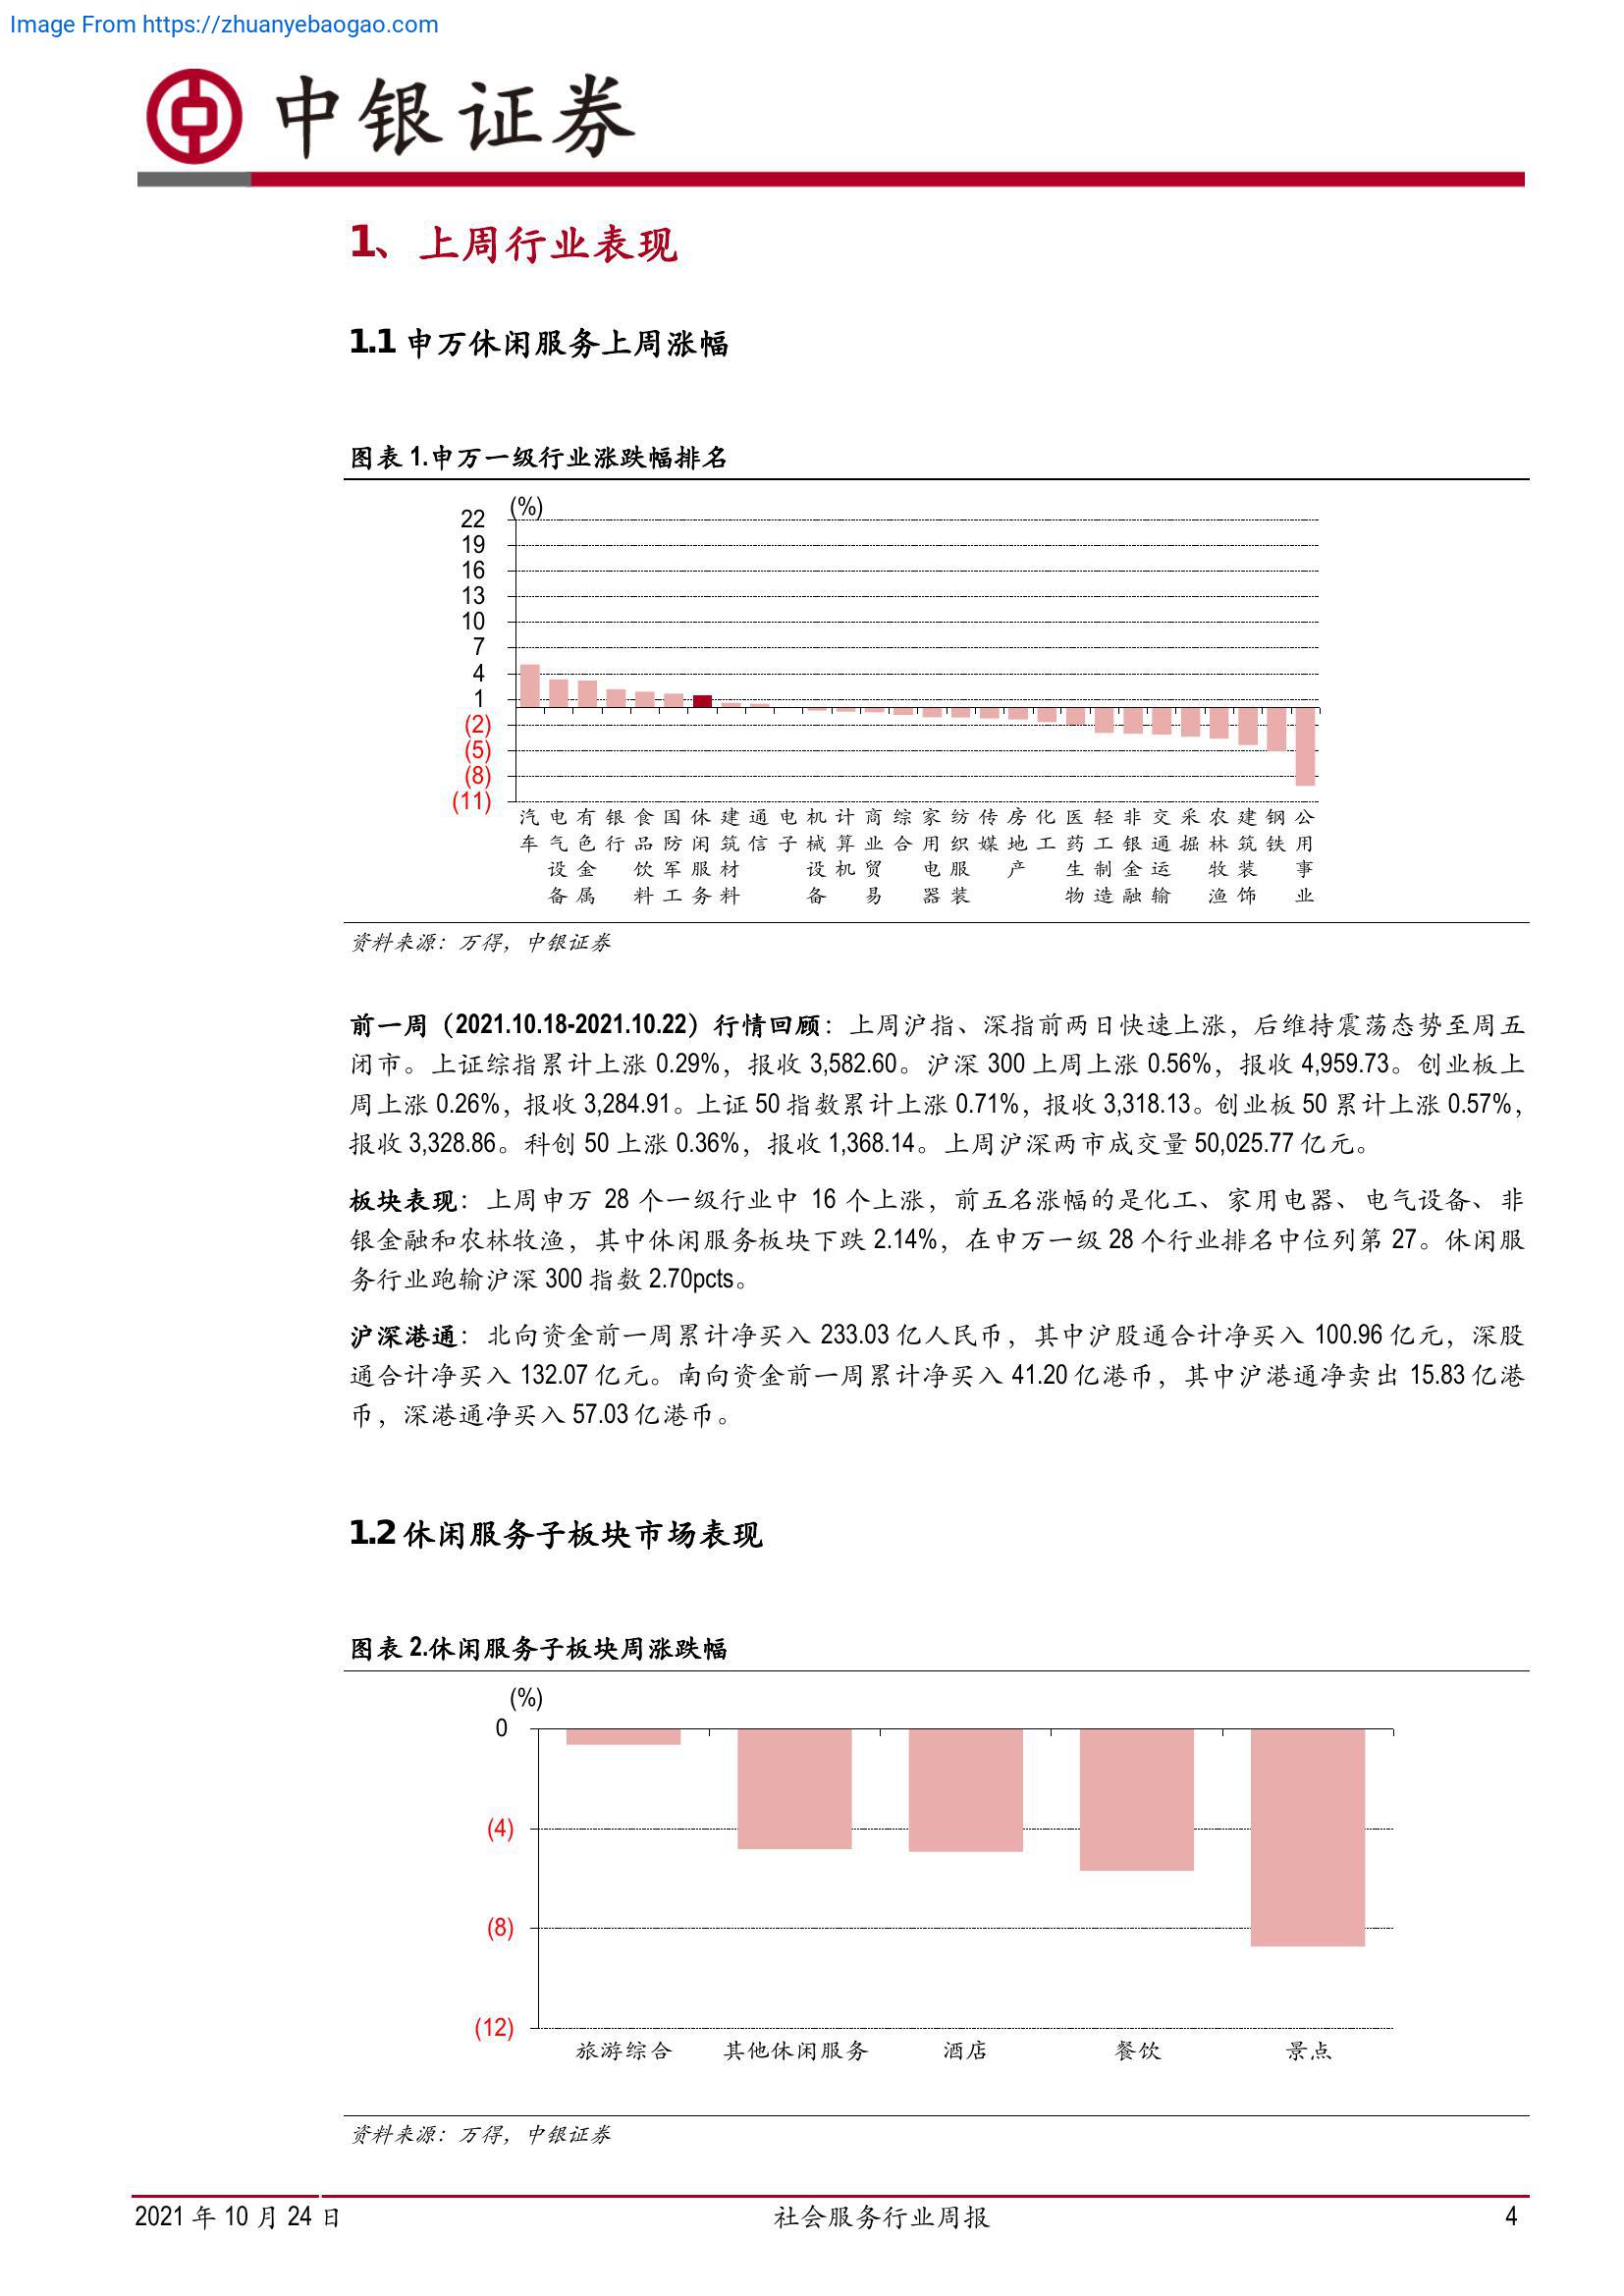 Image From https://zhuanyebaogao.com
中银证券
1、上周行业表现
1.1 申万休闲服务上周涨幅
图表 1.申万一级行业涨跌幅排名
(%)
22
19
16
13
10
7
4
1
(2)
(5)
(8)
(11)
汽车 电气设备 有色金属 银行 食品饮料 国防军工 休闲服务 建筑材料 通信 电子 机械设备 计算机 商业贸易 综合 家用电器 纺织服装 传媒 房地产 化工 医药生物 轻工制造 非银金融 交通运输 采掘 农林牧渔 建筑装饰 钢铁 公用事业
资料来源：万得，中银证券
前一周（2021.10.18-2021.10.22）行情回顾：上周沪指、深指前两日快速上涨，后维持震荡态势至周五
闭市。上证综指累计上涨 0.29%，报收 3,582.60。沪深 300 上周上涨 0.56%，报收 4,959.73。创业板上
周上涨 0.26%，报收 3,284.91。上证 50 指数累计上涨 0.71%，报收 3,318.13。创业板 50 累计上涨 0.57%，
报收 3,328.86。科创 50 上涨 0.36%，报收 1,368.14。上周沪深两市成交量 50,025.77 亿元。
板块表现：上周申万 28 个一级行业中 16 个上涨，前五名涨幅的是化工、家用电器、电气设备、非
银金融和农林牧渔，其中休闲服务板块下跌 2.14%，在申万一级 28 个行业排名中位列第 27。休闲服
务行业跑输沪深 300 指数 2.70pcts。
沪深港通：北向资金前一周累计净买入 233.03 亿人民币，其中沪股通合计净买入 100.96 亿元，深股
通合计净买入 132.07 亿元。南向资金前一周累计净买入 41.20 亿港币，其中沪港通净卖出 15.83 亿港
币，深港通净买入 57.03 亿港币。
1.2 休闲服务子板块市场表现
图表 2.休闲服务子板块周涨跌幅
(%)
0
(4)
(8)
(12)
旅游综合 其他休闲服务 酒店 餐饮 景点
资料来源：万得，中银证券
2021 年 10 月 24 日 社会服务行业周报 4